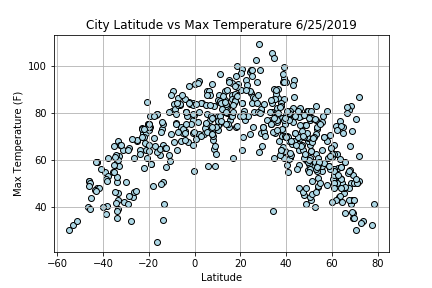 City Latitude vs Max Temperature 6/25/2019
100
80
60
40
Max Temperature (F)
−60 −40 −20 0 20 40 60 80
Latitude